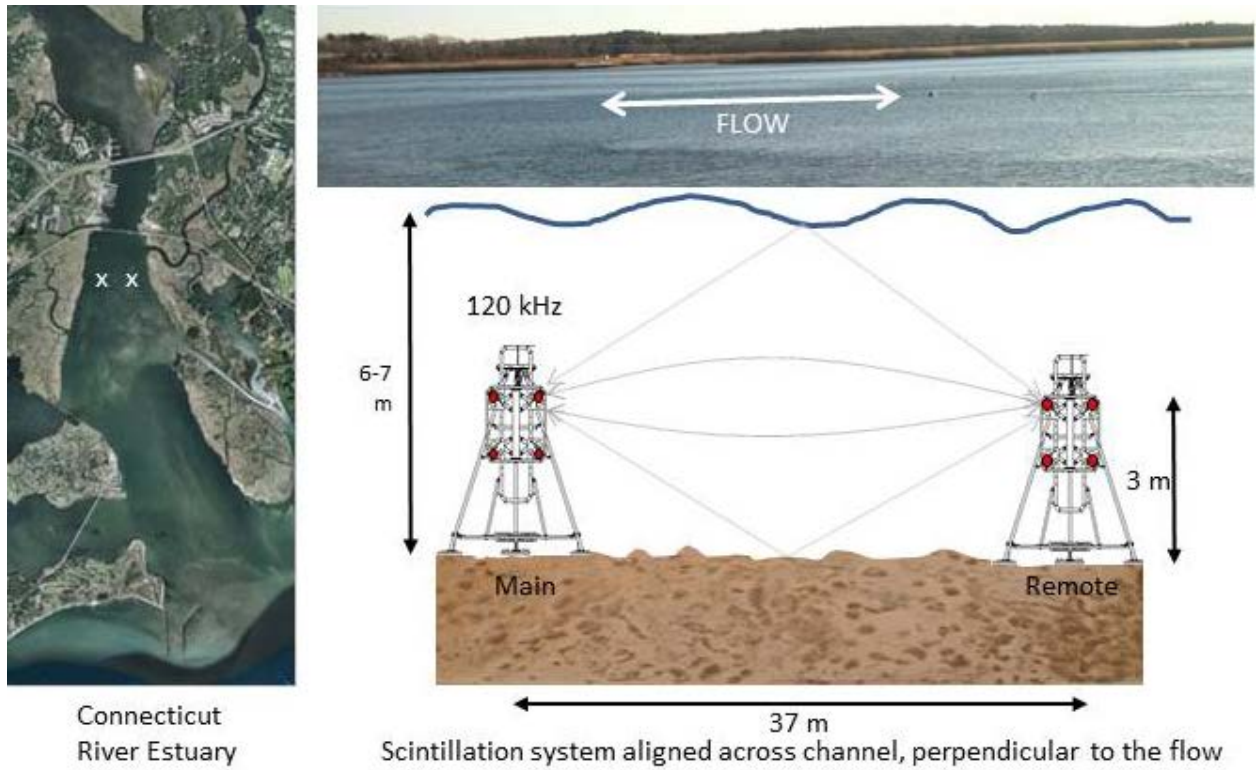 FLOW
x x
120 kHz
6-7
m
3 m
Main
Remote
37 m
Connecticut
River Estuary
Scintillation system aligned across channel, perpendicular to the flow